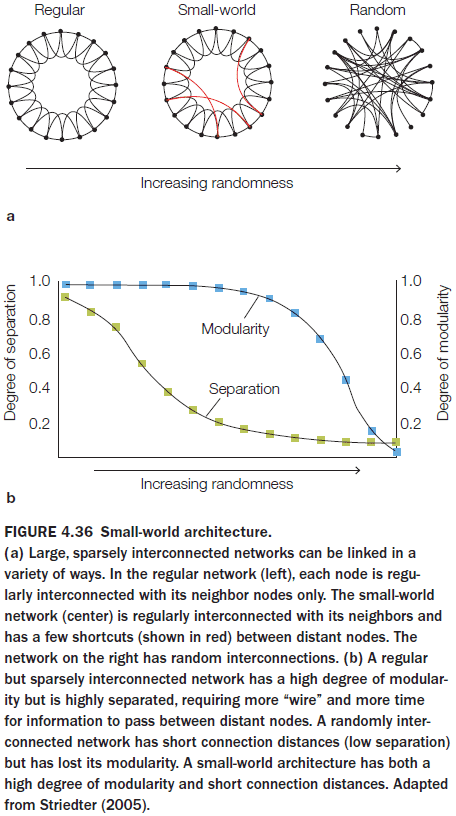 Regular Small-world Random
Increasing randomness
a
1.0 1.0
0.8 0.8
0.6 0.6
0.4 0.4
0.2 0.2
Degree of separation
Degree of modularity
Modularity
Separation
Increasing randomness
b
FIGURE 4.36 Small-world architecture.
(a) Large, sparsely interconnected networks can be linked in a
variety of ways. In the regular network (left), each node is regu-
larly interconnected with its neighbor nodes only. The small-world
network (center) is regularly interconnected with its neighbors and
has a few shortcuts (shown in red) between distant nodes. The
network on the right has random interconnections. (b) A regular
but sparsely interconnected network has a high degree of modular-
ity but is highly separated, requiring more “wire” and more time
for information to pass between distant nodes. A randomly inter-
connected network has short connection distances (low separation)
but has lost its modularity. A small-world architecture has both a
high degree of modularity and short connection distances. Adapted
from Striedter (2005).